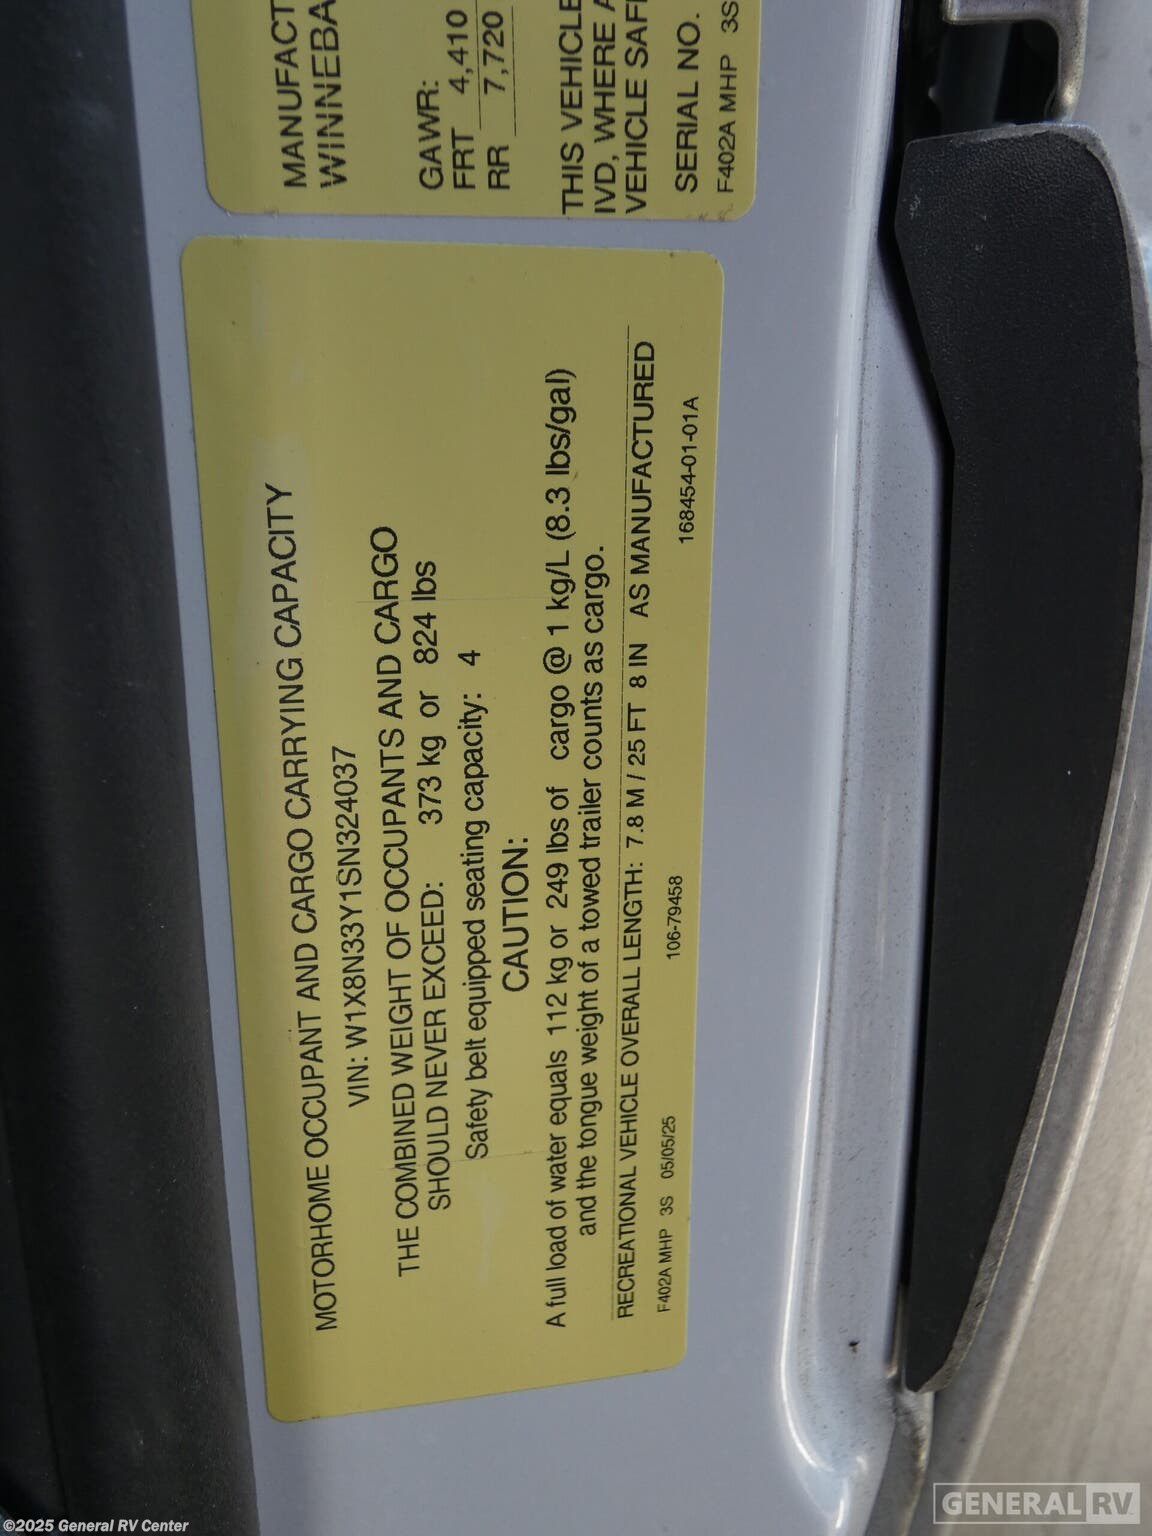 MOTORHOME OCCUPANT AND CARGO CARRYING CAPACITY
VIN: W1X8N33Y1SN324037
THE COMBINED WEIGHT OF OCCUPANTS AND CARGO
SHOULD NEVER EXCEED: 373 kg or 824 lbs
Safety belt equipped seating capacity: 4
CAUTION:
A full load of water equals 112 kg or 249 lbs of cargo @ 1 kg/L (8.3 lbs/gal)
and the tongue weight of a towed trailer counts as cargo.
RECREATIONAL VEHICLE OVERALL LENGTH: 7.8 M / 25 FT 8 IN AS MANUFACTURED
F402A MHP 3S 05/05/25 106-79458 168454-01-01A
MANUFACT
WINNEBA
GAWR:
FRT 4,410
RR 7,720
THIS VEHICLE
IVD, WHERE A
VEHICLE SAF
SERIAL NO.
F402A MHP 3S
©2025 General RV Center
GENERAL RV